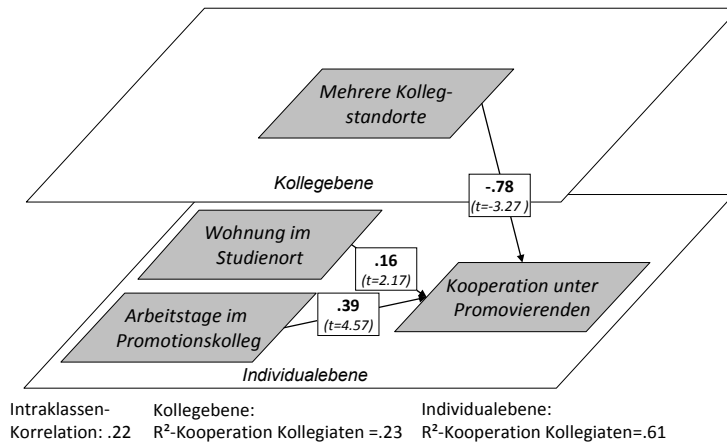 Mehrere Kolleg-
standorte
Kollegebene
-.78
(t=-3.27 )
Wohnung im
Studienort
.16
(t=2.17)
Kooperation unter
Promovierenden
Arbeitstage im
Promotionskolleg
.39
(t=4.57)
Individualebene
Intraklassen-
Korrelation: .22
Kollegebene:
R²-Kooperation Kollegiaten =.23
Individualebene:
R²-Kooperation Kollegiaten=.61